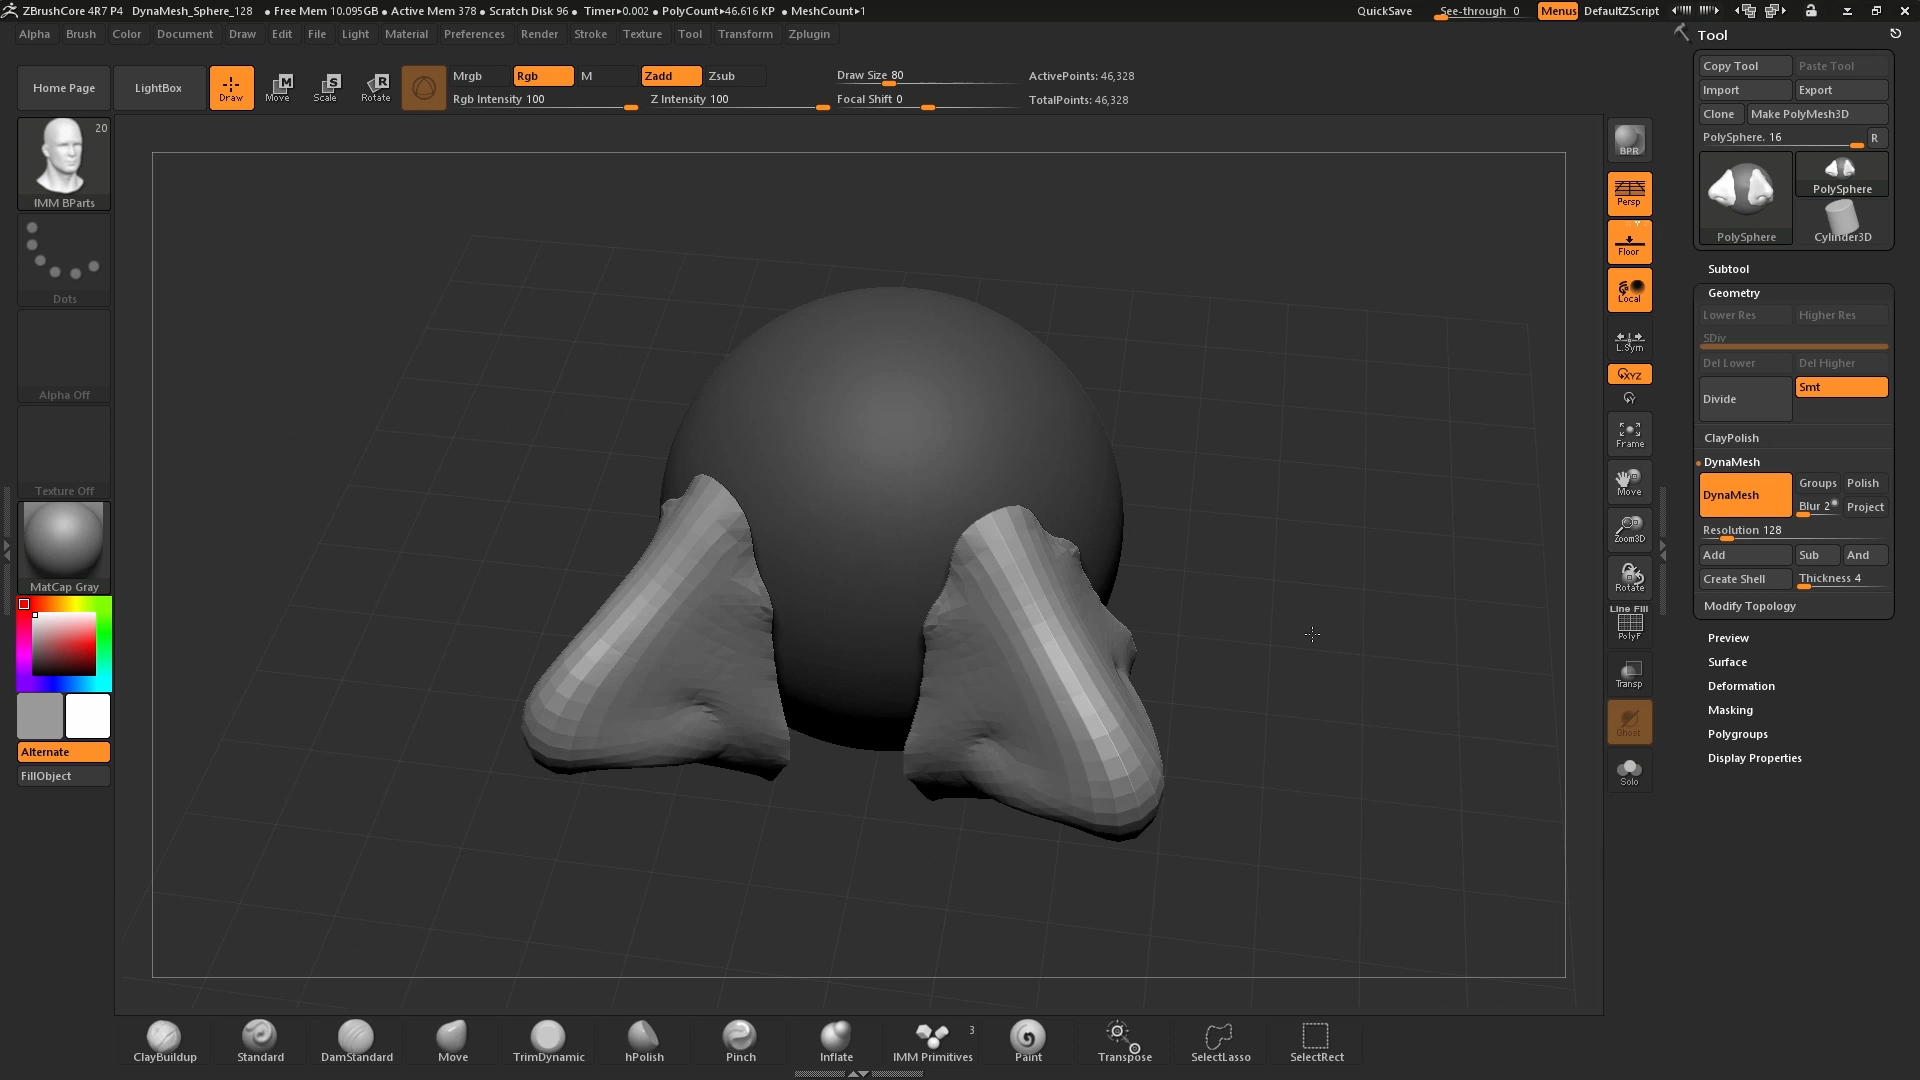 ZBrushCore 4R7 P4 DynaMesh_Sphere_128 ● Free Mem 10.095GB ● Active Mem 378 ● Scratch Disk 96 ● Timer▸0.002 ● PolyCount▸46.616 KP ● MeshCount▸1 QuickSave See-through 0 Menus DefaultZScript
Alpha Brush Color Document Draw Edit File Light Material Preferences Render Stroke Texture Tool Transform Zplugin
Tool
Home Page
LightBox
Draw
Move
M
Scale
S
Rotate
R
Mrgb Rgb M Zadd Zsub
Rgb Intensity 100 Z Intensity 100
Draw Size 80
Focal Shift 0
ActivePoints: 46,328
TotalPoints: 46,328
20
IMM BParts
Dots
Alpha Off
Texture Off
MatCap Gray
Alternate
FillObject
BPR
Persp
Floor
Local
L.Sym
XYZ
Y
Frame
Move
Zoom3D
Rotate
Line Fill
PolyF
Transp
Ghost
Solo
Copy Tool Paste Tool
Import Export
Clone Make PolyMesh3D
PolySphere. 16 R
PolySphere
PolySphere
Cylinder3D
Subtool
Geometry
Lower Res Higher Res
SDiv
Del Lower Del Higher
Divide Smt
ClayPolish
DynaMesh
DynaMesh Groups Polish
Blur 2 Project
Resolution 128
Add Sub And
Create Shell Thickness 4
Modify Topology
Preview
Surface
Deformation
Masking
Polygroups
Display Properties
ClayBuildup Standard DamStandard Move TrimDynamic hPolish Pinch Inflate IMM Primitives 3 Paint Transpose SelectLasso SelectRect